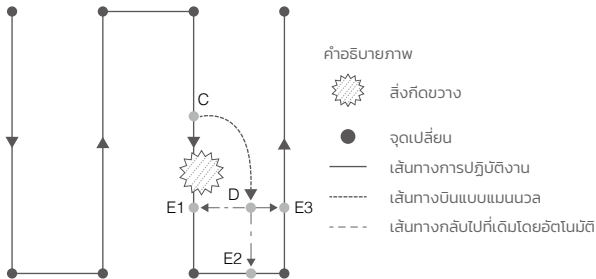 C
D
E1
E3
E2
คำอธิบายภาพ
สิ่งกีดขวาง
จุดเปลี่ยน
เส้นทางการปฏิบัติงาน
เส้นทางบินแบบแมนนวล
เส้นทางกลับไปที่เดิมโดยอัตโนมัติ